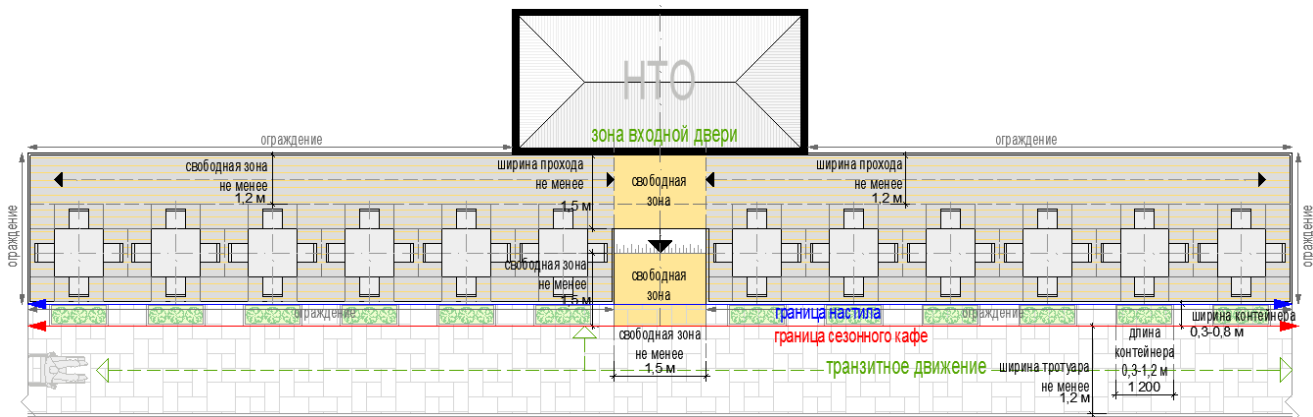 НТО
зона входной двери
ограждение
ограждение
свободная зона
не менее
1,2 м
ширина прохода
не менее
1,5 м
свободная
зона
ширина прохода
не менее
1,2 м
ограждение
ограждение
свободная зона
не менее
1,5 м
свободная
зона
ограждение
граница настила
ограждение
ширина контейнера
0,3-0,8 м
граница сезонного кафе
свободная зона
не менее
1,5 м
транзитное движение
ширина тротуара
не менее
1,2 м
длина
контейнера
0,3-1,2 м
1 200